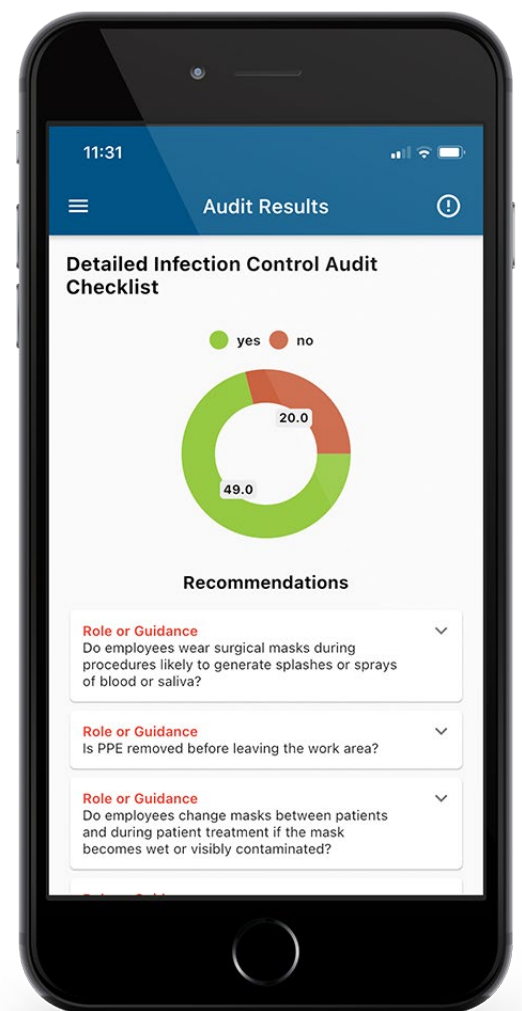 11:31
Audit Results
Detailed Infection Control Audit
Checklist
yes no
20.0
49.0
Recommendations
Role or Guidance
Do employees wear surgical masks during
procedures likely to generate splashes or sprays
of blood or saliva?
Role or Guidance
Is PPE removed before leaving the work area?
Role or Guidance
Do employees change masks between patients
and during patient treatment if the mask
becomes wet or visibly contaminated?